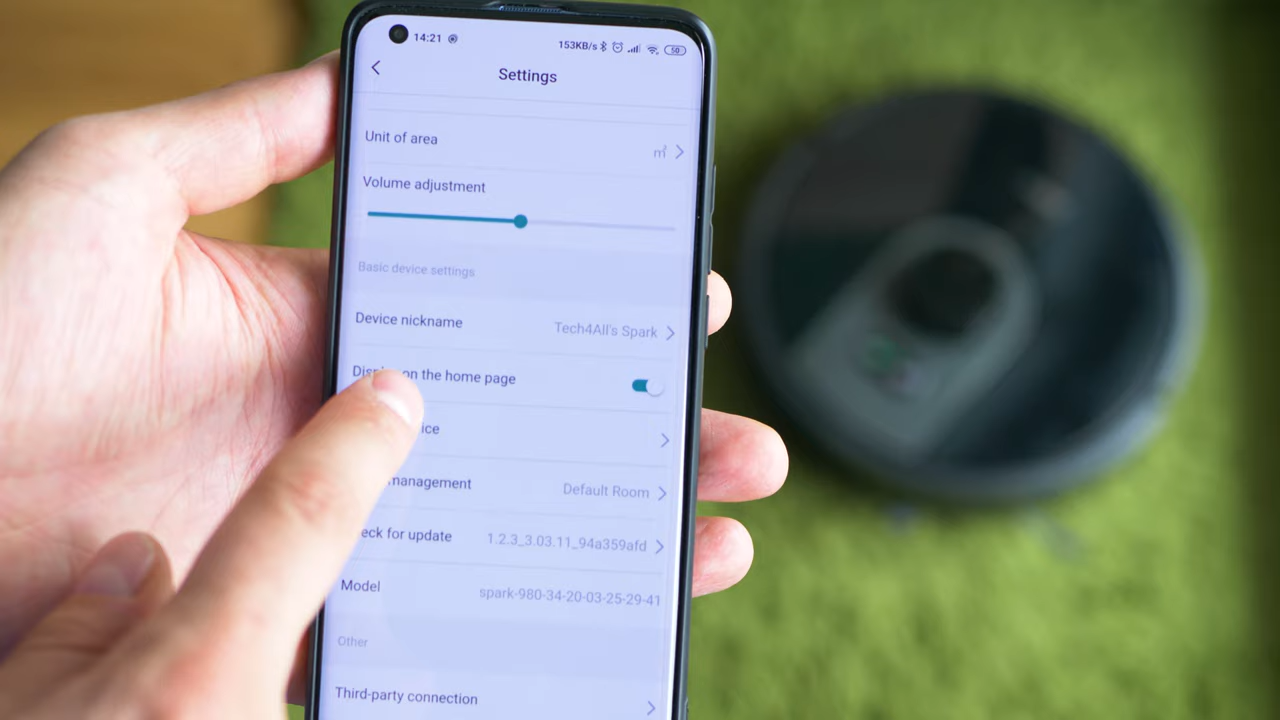 14:21 153KB/s 50
Settings
Unit of area ㎡
Volume adjustment
Basic device settings
Device nickname Tech4All's Spark
on the home page
ice
management Default Room
eck for update 1.2.3_3.03.11_94a359afd
Model spark-980-34-20-03-25-29-41
Other
Third-party connection